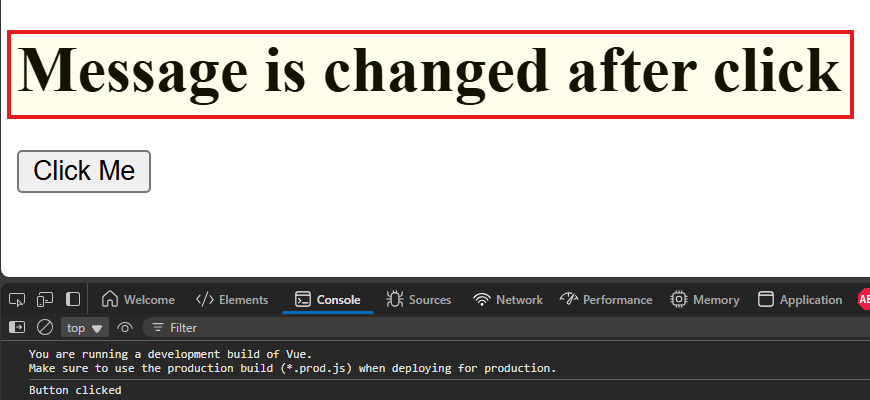 Message is changed after click
Click Me
Welcome </> Elements Console Sources Network Performance Memory Application
top Filter
You are running a development build of Vue.
Make sure to use the production build (*.prod.js) when deploying for production.
Button clicked